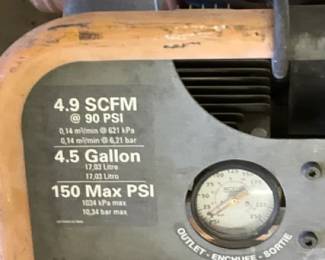 4.9 SCFM
@ 90 PSI
0,14 m³/min @ 621 kPa
0,14 m³/min @ 6,21 bar
4.5 Gallon
17,03 Litre
17,03 Litro
150 Max PSI
1034 kPa max
10,34 bar max
OUTLET - ENCHUFE - SORTIE